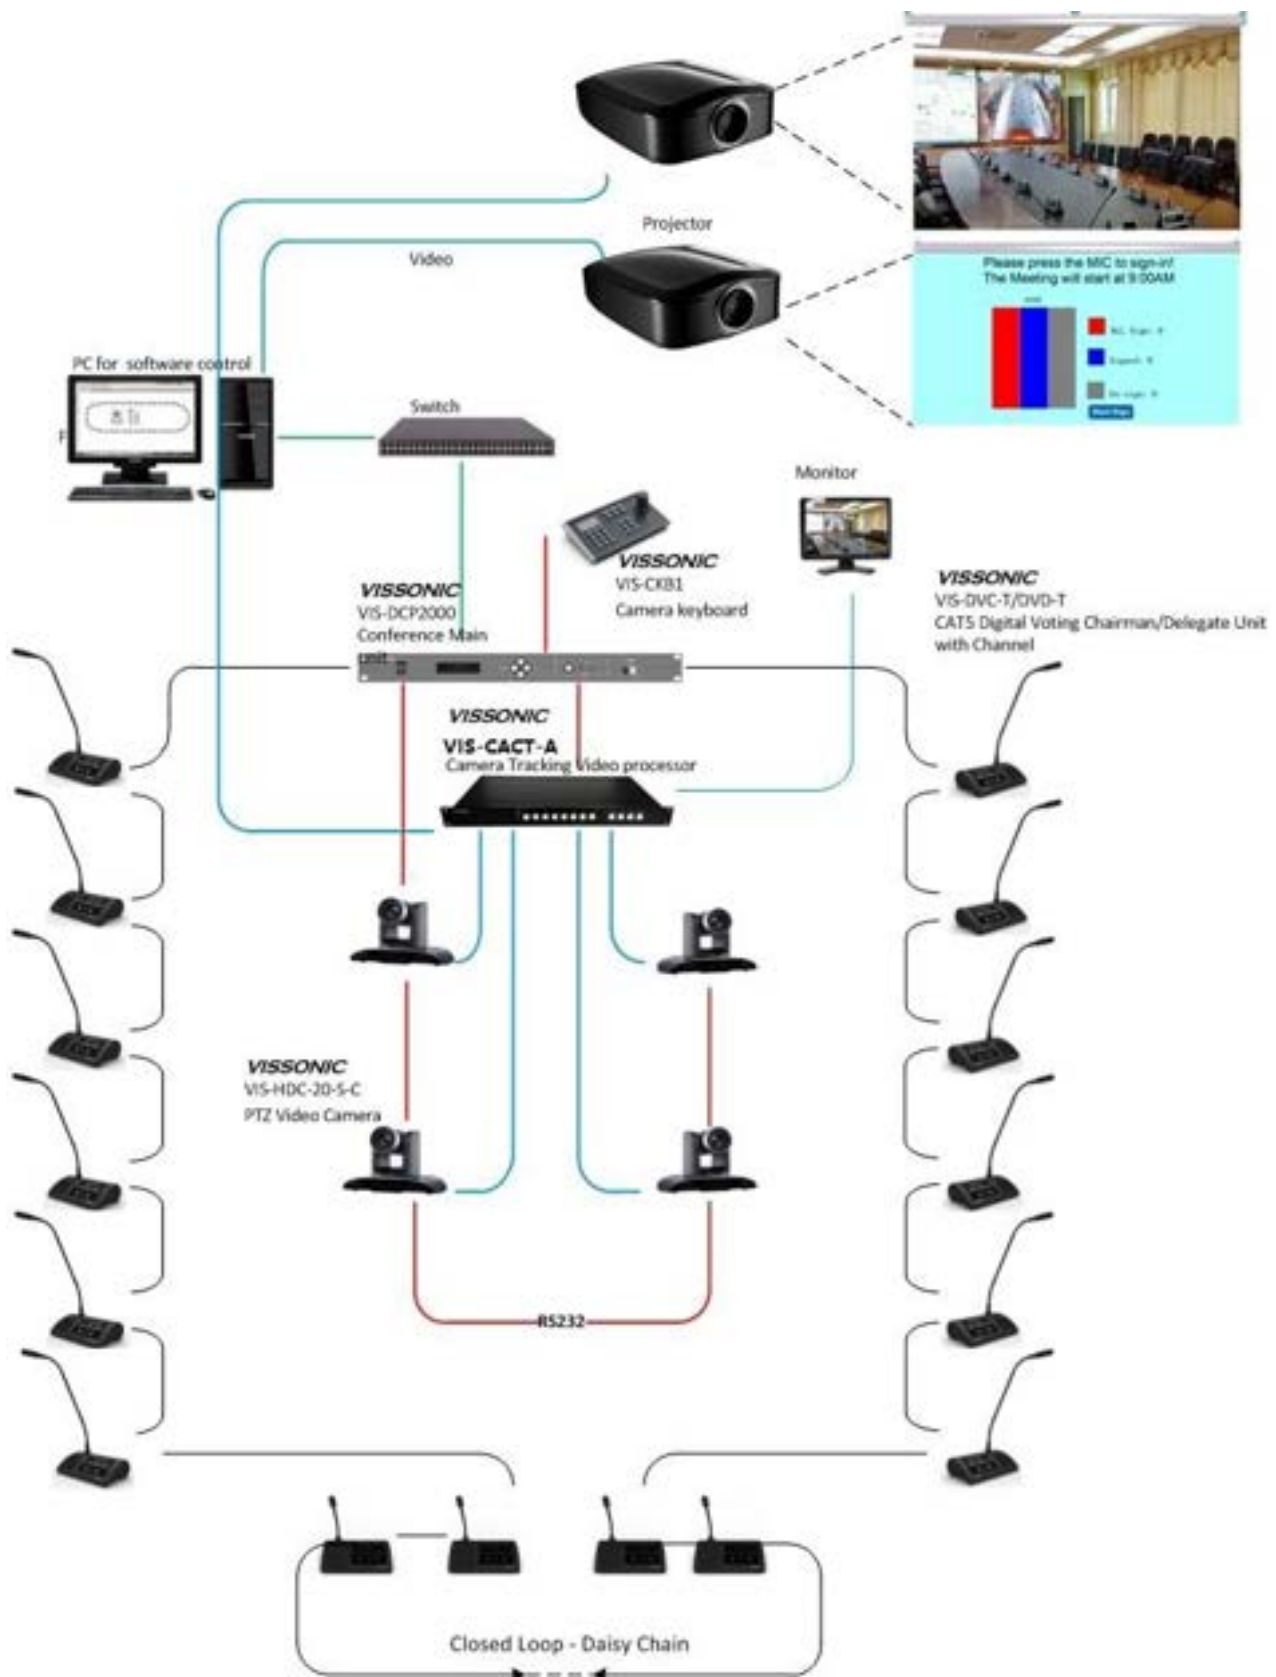 Projector
Video
Please press the MIC to sign-in!
The Meeting will start at 9:00AM
PC for software control
Switch
Monitor
VISSONIC
VIS-CKB1
Camera keyboard
VISSONIC
VIS-DCP2000
Conference Main
unit
VISSONIC
VIS-DVC-T/DVD-T
CAT5 Digital Voting Chairman/Delegate Unit
with Channel
VISSONIC
VIS-CACT-A
Camera Tracking Video processor
VISSONIC
VIS-HDC-20-S-C
PTZ Video Camera
RS232
Closed Loop - Daisy Chain